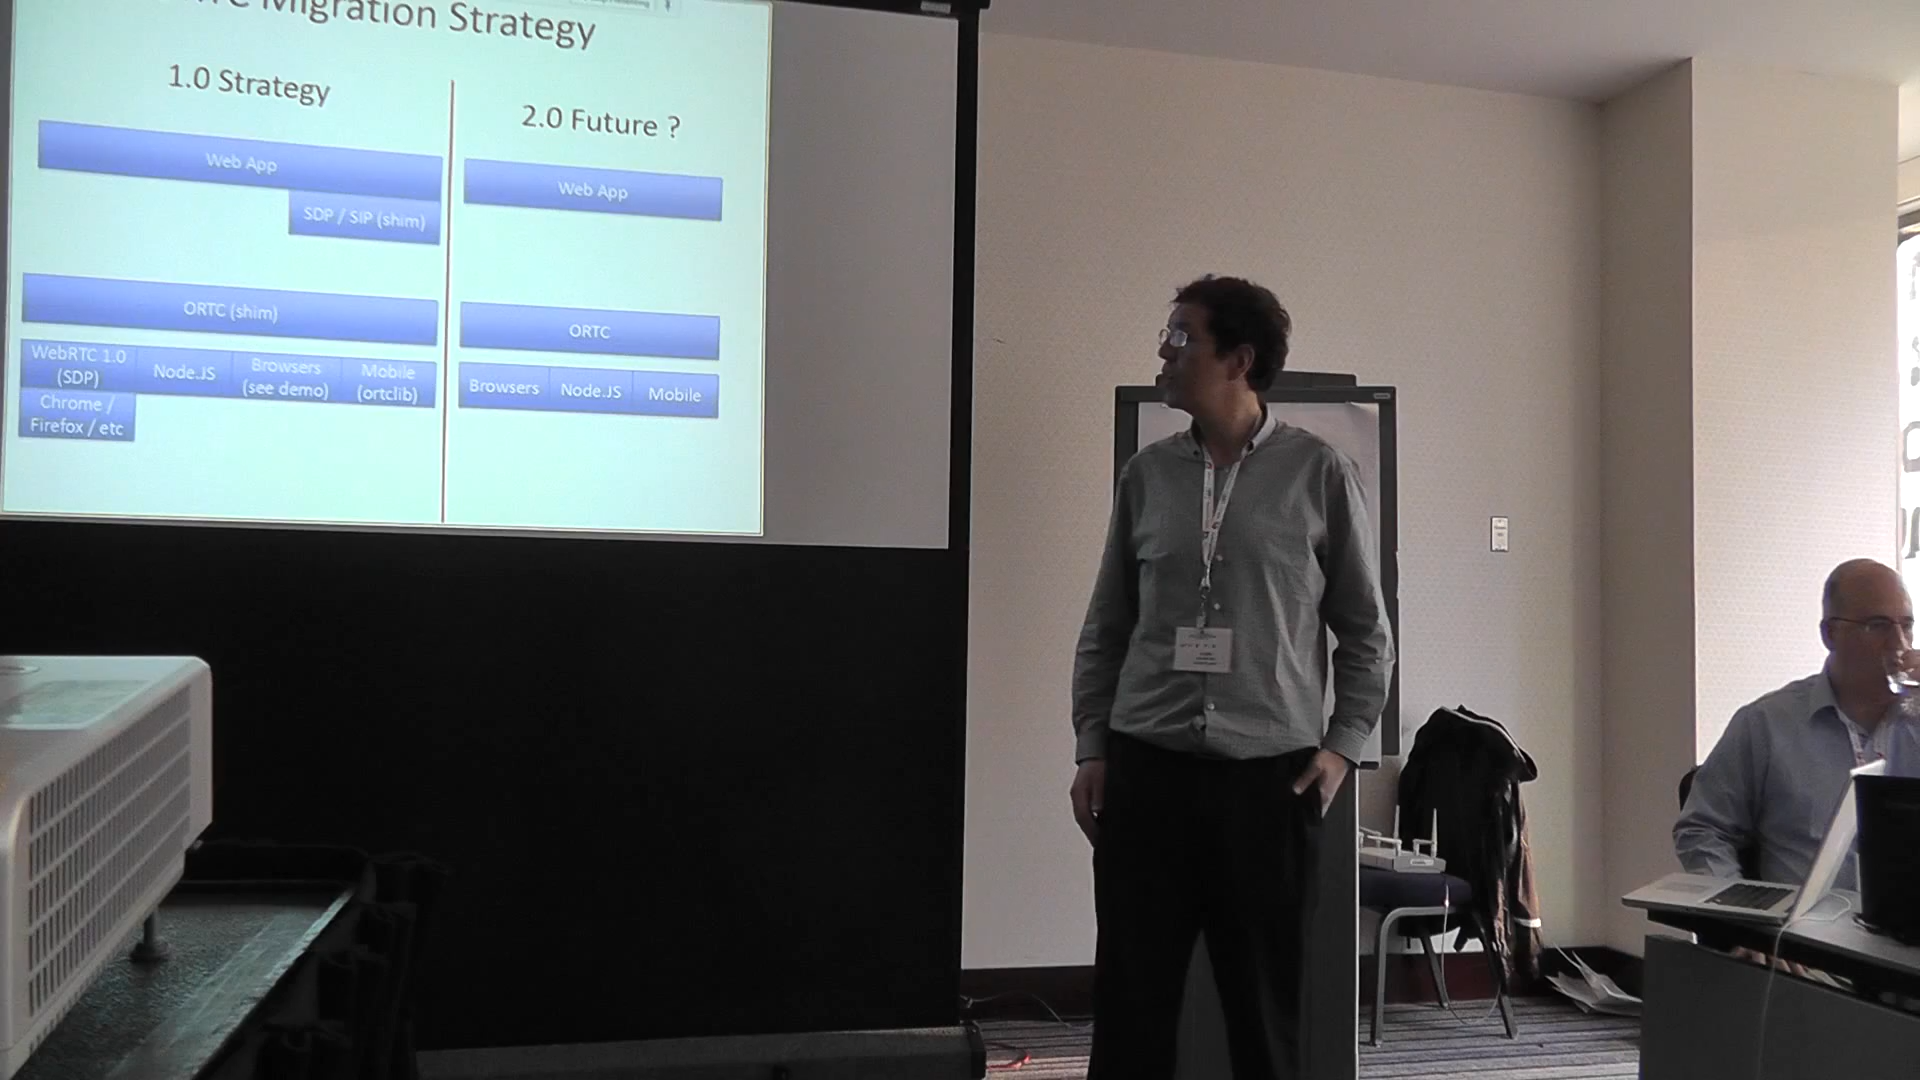 Migration Strategy
1.0 Strategy
Web App
SDP / SIP (shim)
ORTC (shim)
WebRTC 1.0
(SDP)
Node.JS
Browsers
(see demo)
Mobile
(ortclib)
Chrome /
Firefox / etc
2.0 Future ?
Web App
ORTC
Browsers
Node.JS
Mobile